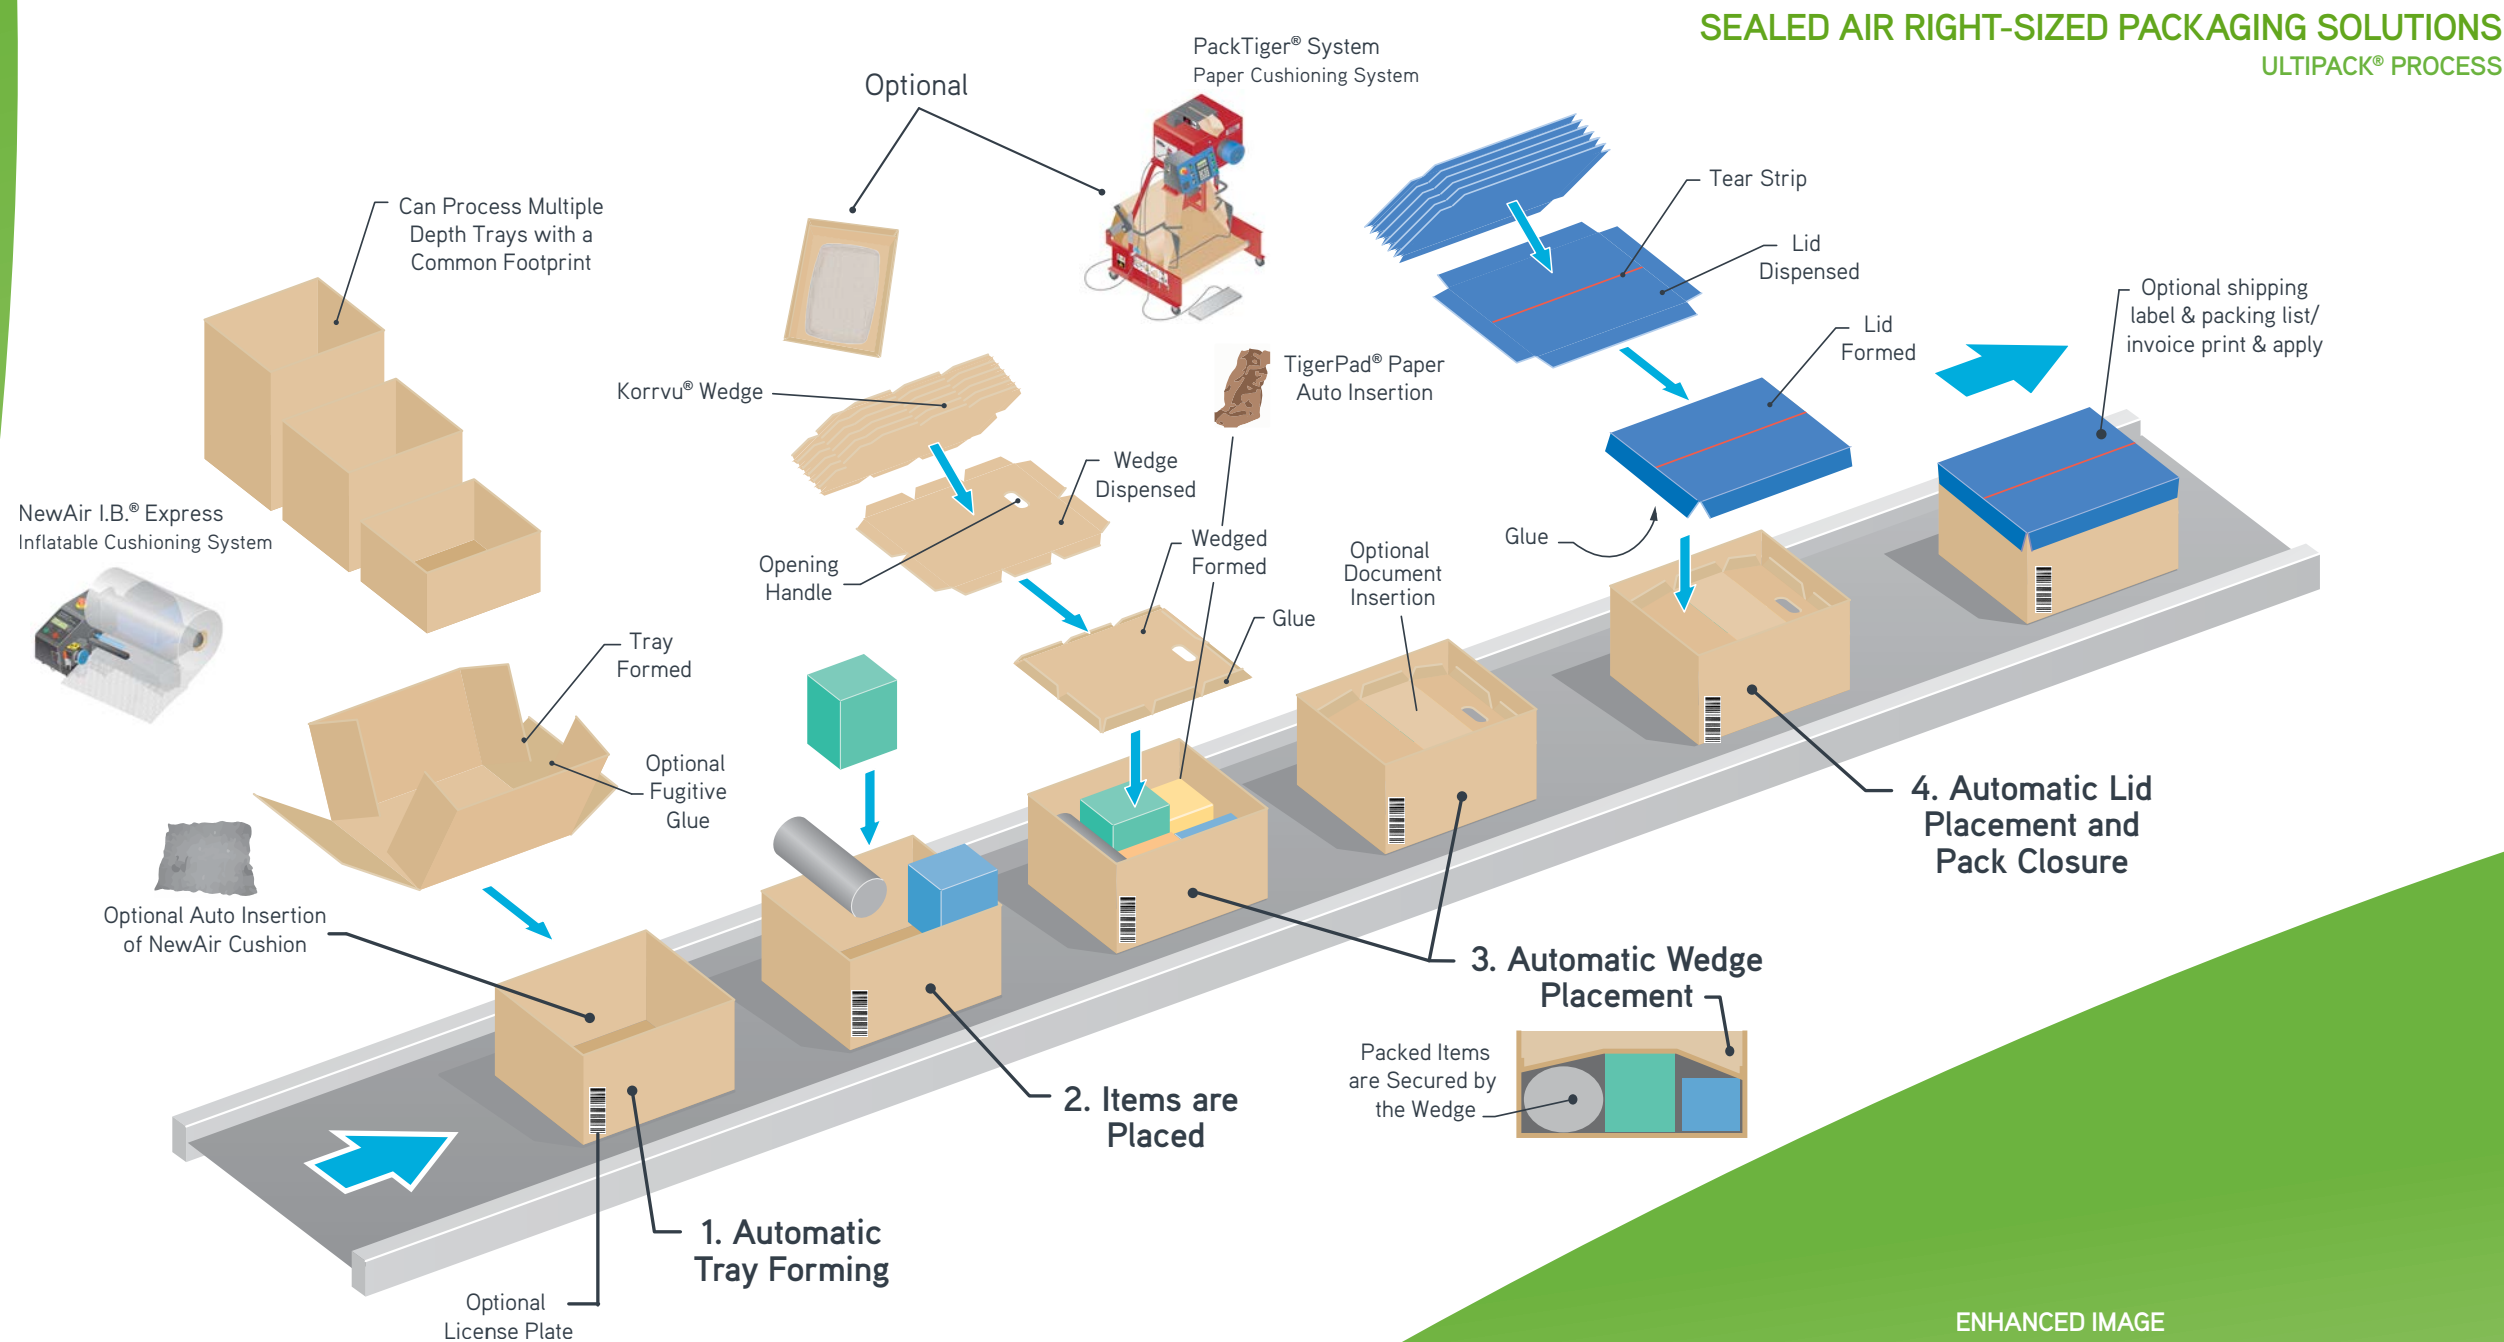 SEALED AIR RIGHT-SIZED PACKAGING SOLUTIONS
ULTIPACK® PROCESS
PackTiger® System
Paper Cushioning System
Optional
Can Process Multiple
Depth Trays with a
Common Footprint
Tear Strip
Lid
Dispensed
Optional shipping
label & packing list/
invoice print & apply
Lid
Formed
Korrvu® Wedge
TigerPad® Paper
Auto Insertion
Wedge
Dispensed
NewAir I.B.® Express
Inflatable Cushioning System
Opening
Handle
Wedged
Formed
Glue
Optional
Document
Insertion
Glue
Tray
Formed
Optional
Fugitive
Glue
Optional Auto Insertion
of NewAir Cushion
4. Automatic Lid
Placement and
Pack Closure
3. Automatic Wedge
Placement
Packed Items
are Secured by
the Wedge
2. Items are
Placed
1. Automatic
Tray Forming
Optional
License Plate
ENHANCED IMAGE